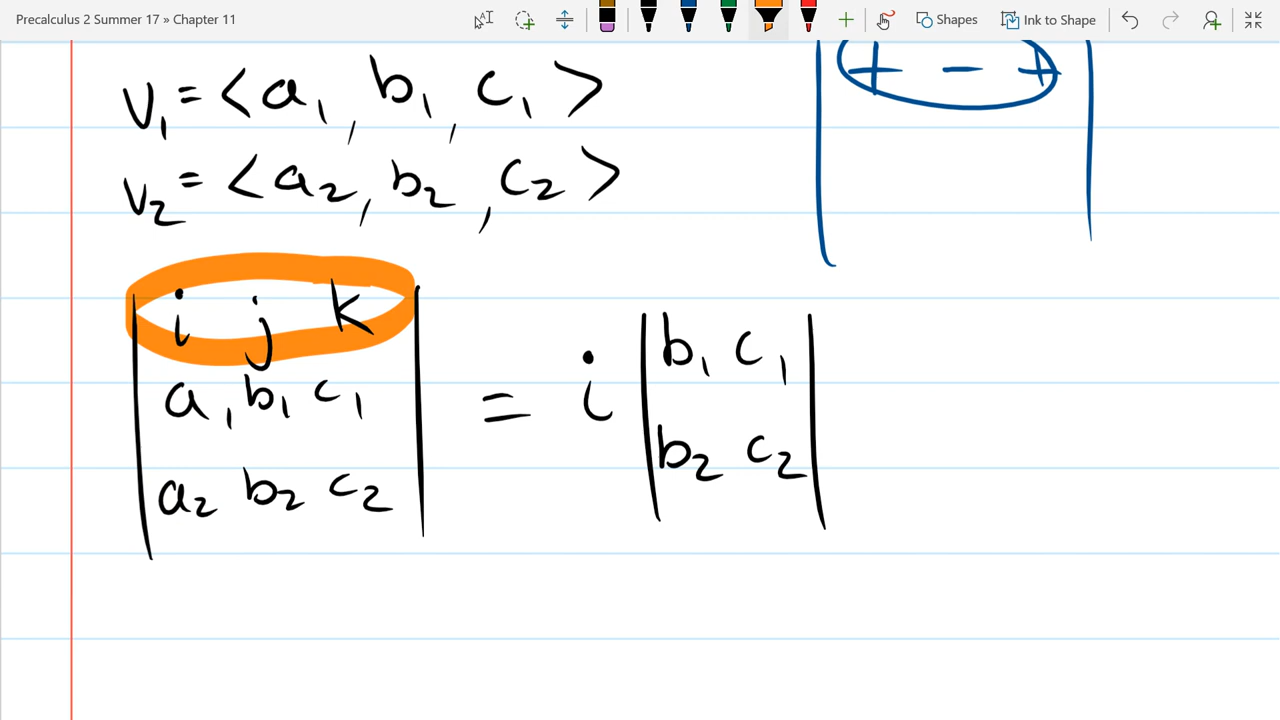 Precalculus 2 Summer 17 » Chapter 11
Shapes
Ink to Shape
+ - +
v₁ = <a₁, b₁, c₁>
v₂ = <a₂, b₂, c₂>
i j k
a₁ b₁ c₁
a₂ b₂ c₂
= i
b₁ c₁
b₂ c₂